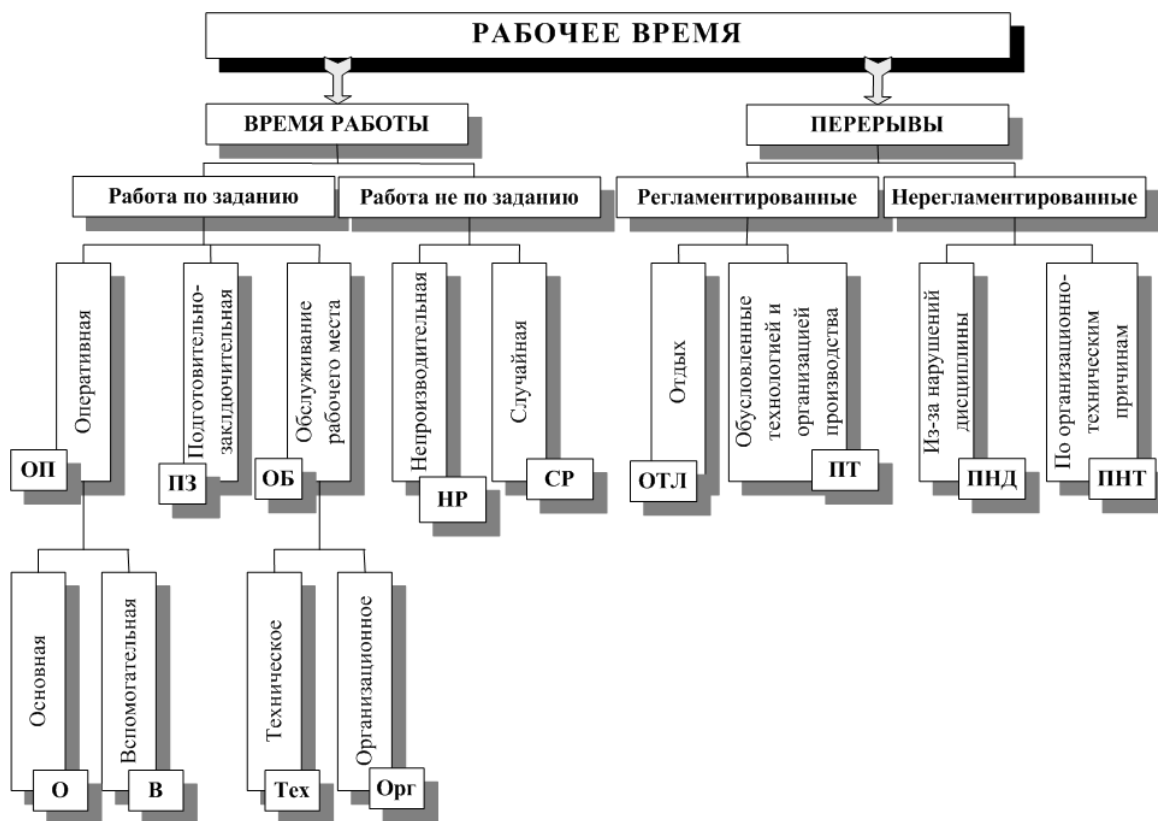 РАБОЧЕЕ ВРЕМЯ
ВРЕМЯ РАБОТЫ
ПЕРЕРЫВЫ
Работа по заданию
Работа не по заданию
Регламентированные
Нерегламентированные
Оперативная
ОП
Подготовительно-
заключительная
ПЗ
Обслуживание
рабочего места
ОБ
Непроизводительная
НР
Случайная
СР
Отдых
ОТЛ
Обусловленные
технологией и
организацией
производства
ПТ
Из-за нарушений
дисциплины
ПНД
По организационно-
техническим
причинам
ПНТ
Основная
О
Вспомогательная
В
Техническое
Тех
Организационное
Орг